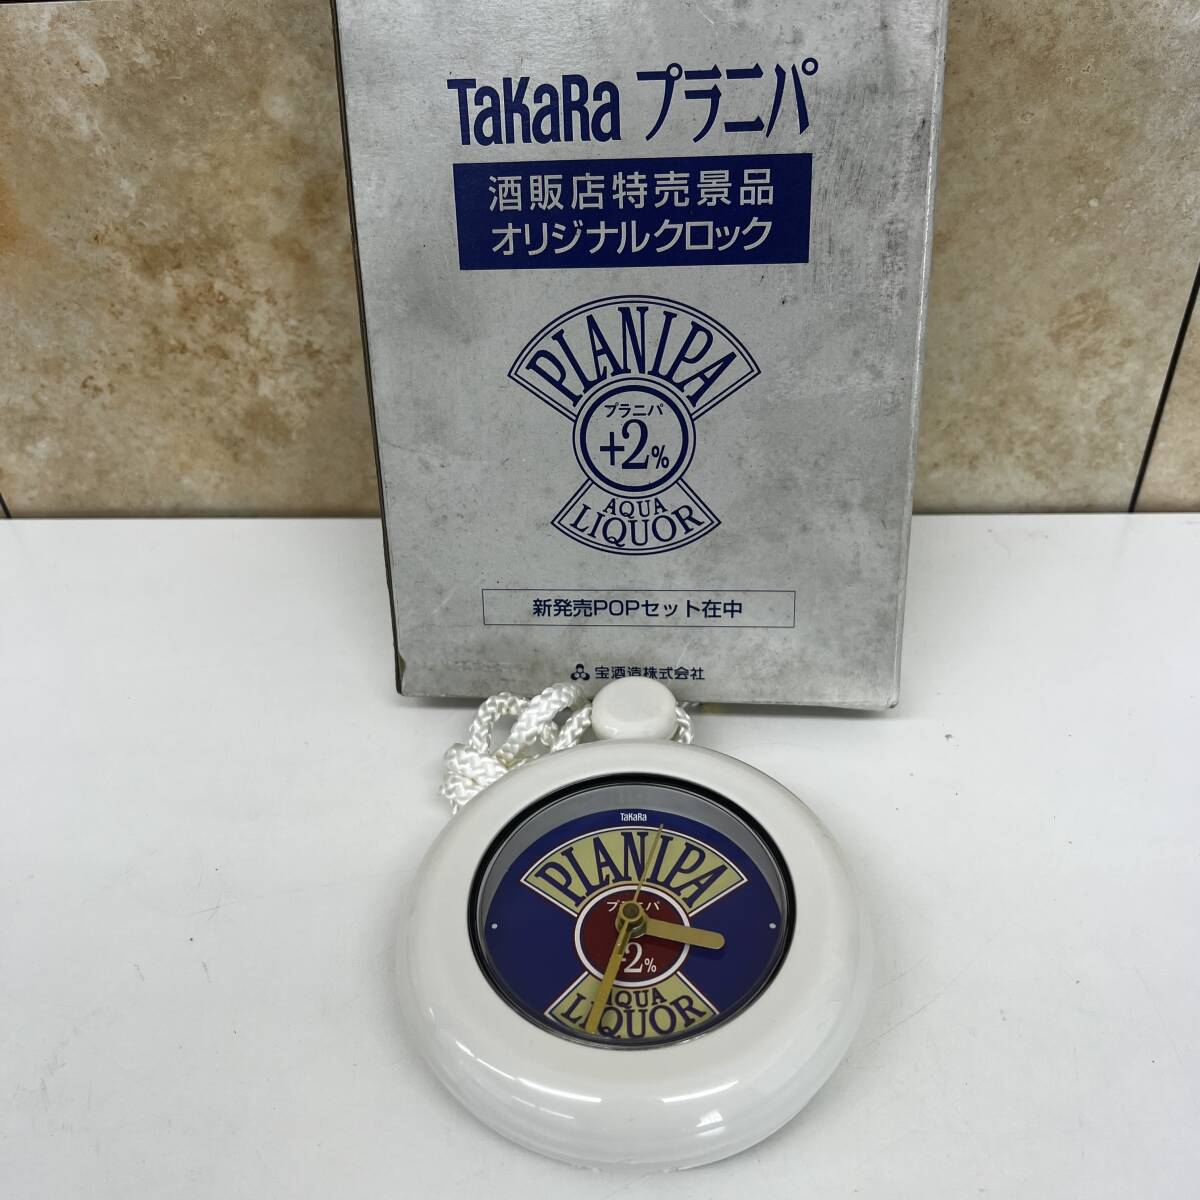 TaKaRa プラニパ
酒販店特売景品
オリジナルクロック
PLANIPA
プラニパ
+2%
AQUA
LIQUOR
新発売POPセット在中
宝酒造株式会社
TaKaRa
PLANIPA
プラニパ
+2%
AQUA
LIQUOR